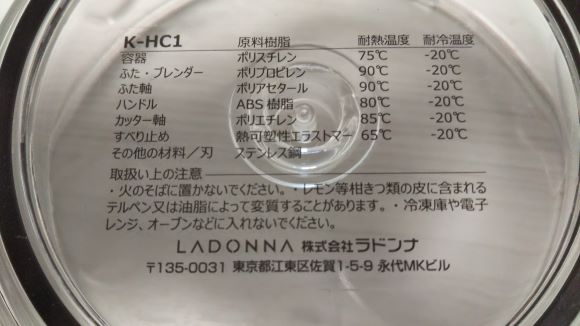 K-HC1 原料樹脂 耐熱温度 耐冷温度
容器 ポリスチレン 75℃ -20℃
ふた・ブレンダー ポリプロピレン 90℃ -20℃
ふた軸 ポリアセタール 90℃ -20℃
ハンドル ABS 樹脂 80℃ -20℃
カッター軸 ポリエチレン 85℃ -20℃
すべり止め 熱可塑性エラストマー 65℃ -20℃
その他の材料／刃 ステンレス鋼
取扱い上の注意
・火のそばに置かないでください。・レモン等柑きつ類の皮に含まれる
テルペン又は油脂によって変質することがあります。・冷凍庫や電子
レンジ、オーブンなどに入れないでください。
LADONNA 株式会社ラドンナ
〒135-0031 東京都江東区佐賀1-5-9 永代MKビル